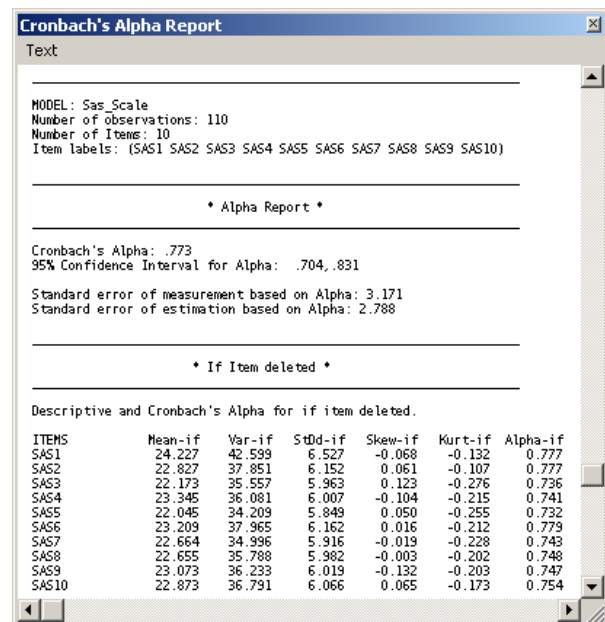 Cronbach's Alpha Report
Text
MODEL: Sas_Scale
Number of observations: 110
Number of Items: 10
Item labels: (SAS1 SAS2 SAS3 SAS4 SAS5 SAS6 SAS7 SAS8 SAS9 SAS10)
* Alpha Report *
Cronbach's Alpha: .773
95% Confidence Interval for Alpha: .704,.831
Standard error of measurement based on Alpha: 3.171
Standard error of estimation based on Alpha: 2.788
* If Item deleted *
Descriptive and Cronbach's Alpha for if item deleted.
ITEMS Mean-if Var-if StDd-if Skew-if Kurt-if Alpha-if
SAS1 24.227 42.599 6.527 -0.068 -0.132 0.777
SAS2 22.827 37.851 6.152 0.061 -0.107 0.777
SAS3 22.173 35.557 5.963 0.123 -0.276 0.736
SAS4 23.345 36.081 6.007 -0.104 -0.215 0.741
SAS5 22.045 34.209 5.849 0.050 -0.255 0.732
SAS6 23.209 37.965 6.162 0.016 -0.212 0.779
SAS7 22.664 34.996 5.916 -0.019 -0.228 0.743
SAS8 22.655 35.788 5.982 -0.003 -0.202 0.748
SAS9 23.073 36.233 6.019 -0.132 -0.203 0.747
SAS10 22.873 36.791 6.066 0.065 -0.173 0.754